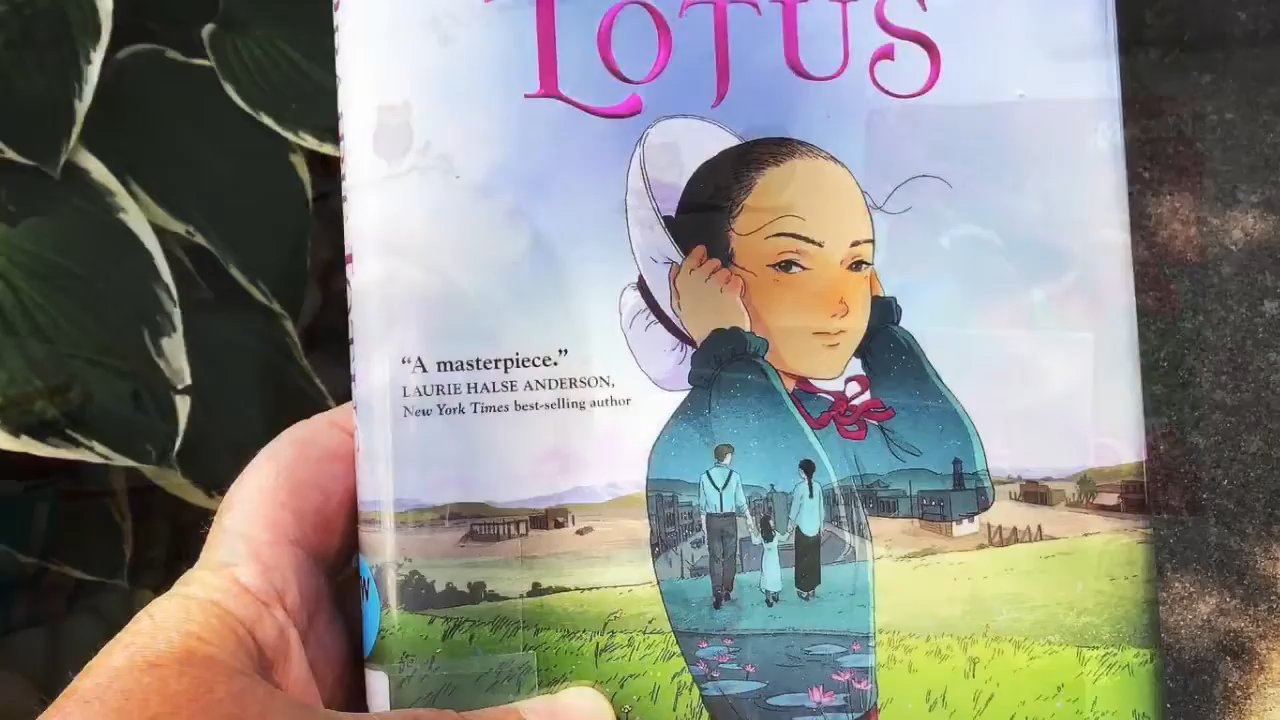 LOTUS
“A masterpiece.”
LAURIE HALSE ANDERSON,
New York Times best-selling author